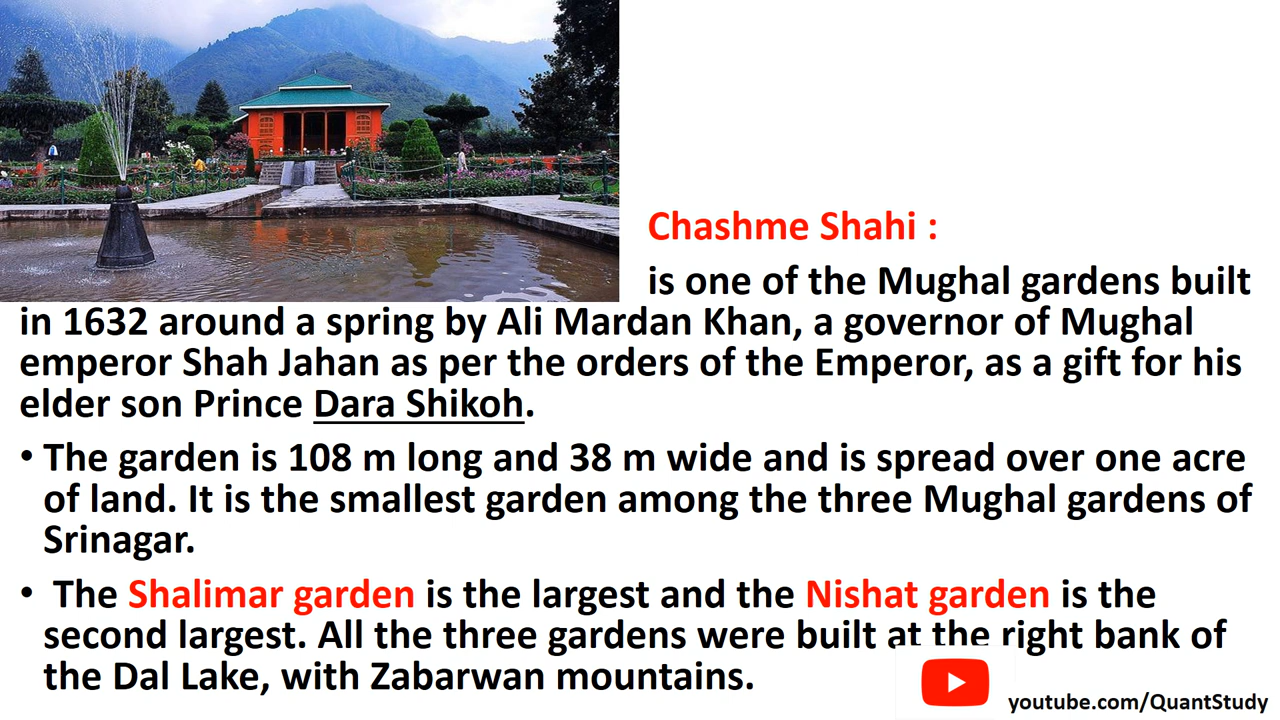 Chashme Shahi :
is one of the Mughal gardens built
in 1632 around a spring by Ali Mardan Khan, a governor of Mughal
emperor Shah Jahan as per the orders of the Emperor, as a gift for his
elder son Prince Dara Shikoh.
• The garden is 108 m long and 38 m wide and is spread over one acre
of land. It is the smallest garden among the three Mughal gardens of
Srinagar.
• The Shalimar garden is the largest and the Nishat garden is the
second largest. All the three gardens were built at the right bank of
the Dal Lake, with Zabarwan mountains.
youtube.com/QuantStudy